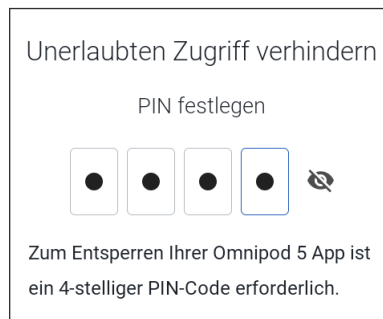 Unerlaubten Zugriff verhindern
PIN festlegen
Zum Entsperren Ihrer Omnipod 5 App ist
ein 4-stelliger PIN-Code erforderlich.